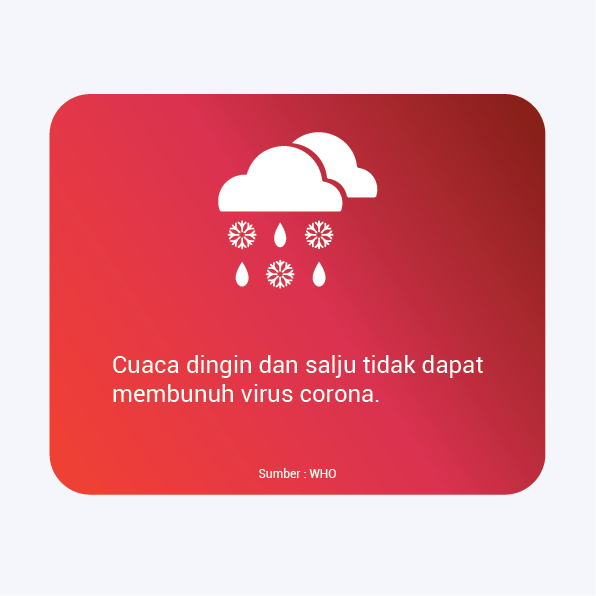 Cuaca dingin dan salju tidak dapat
membunuh virus corona.
Sumber : WHO